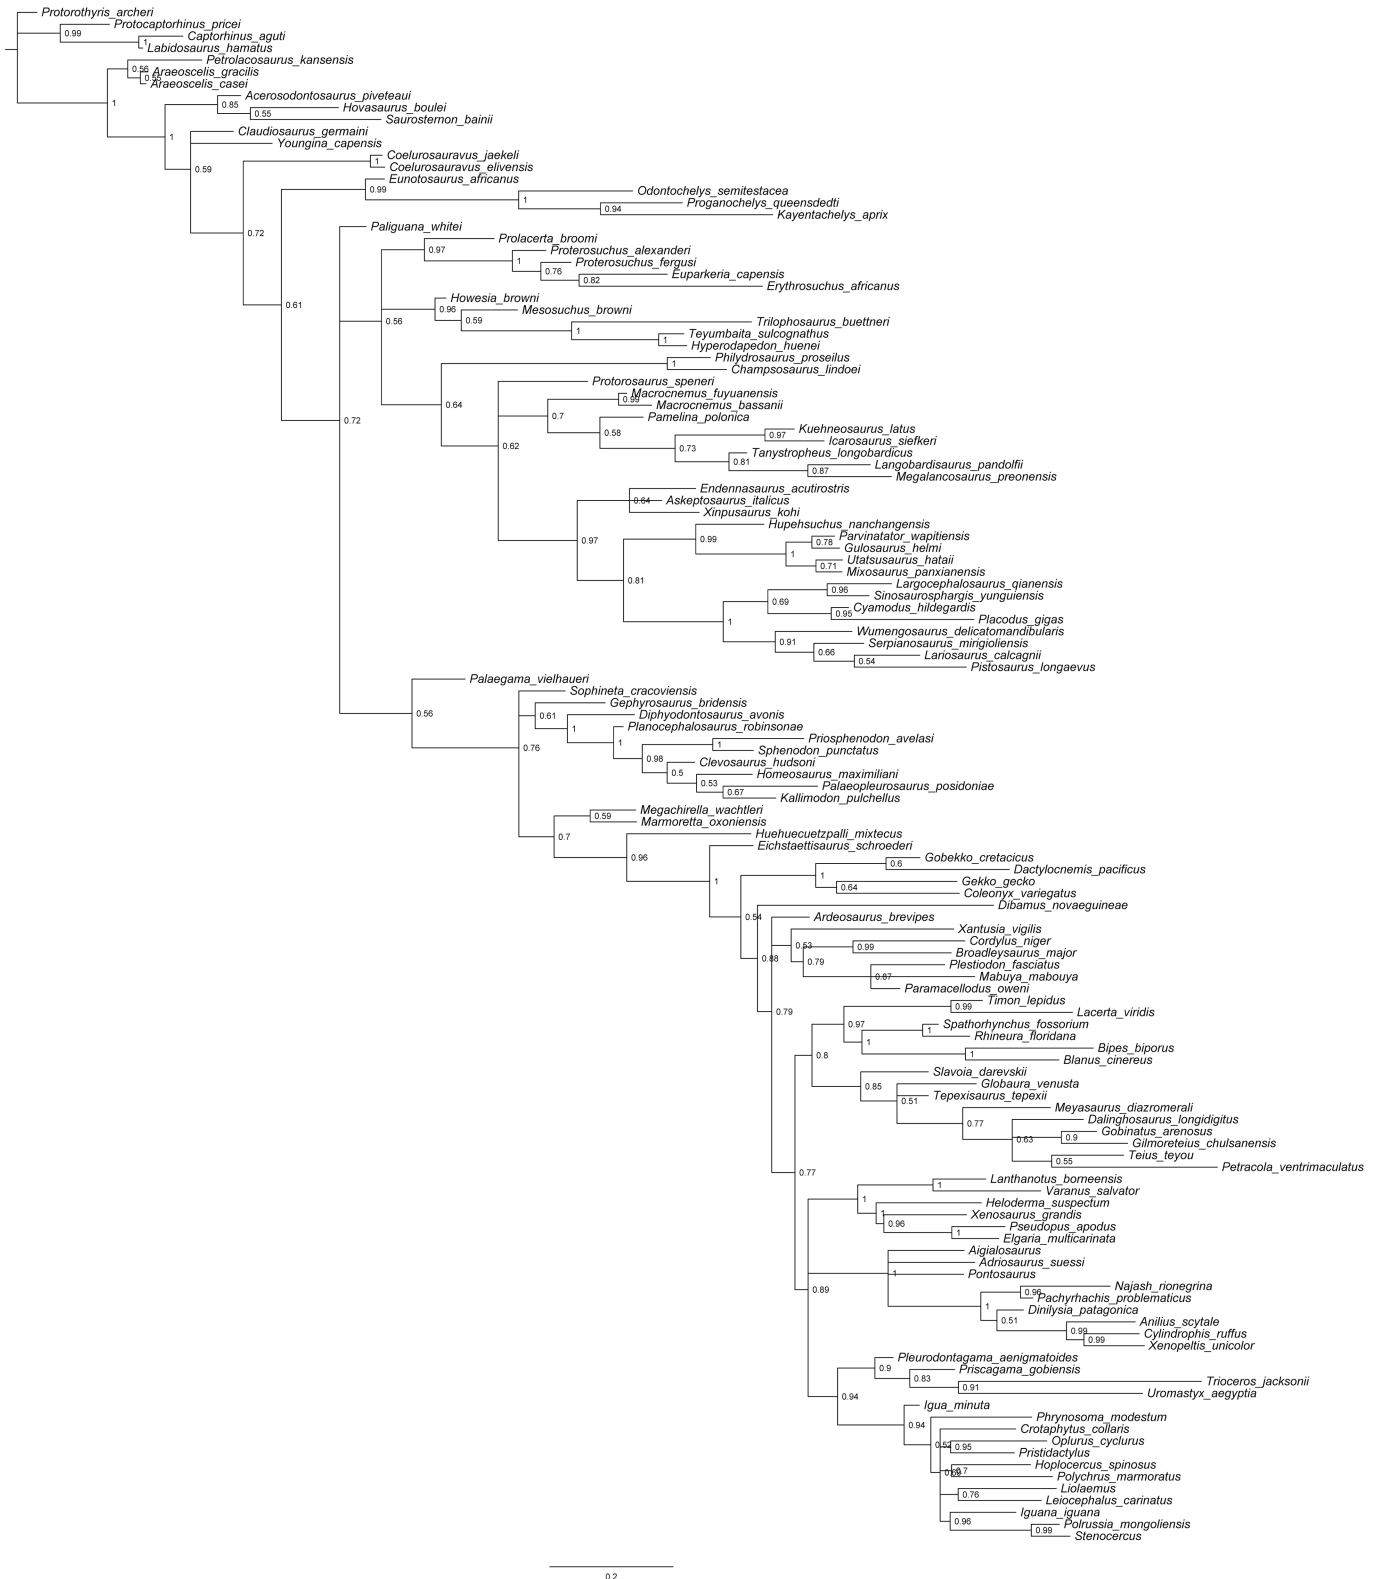 Protorothyris_archeri
Protocaptorhinus_pricei
0.99
Captorhinus_aguti
1
Labidosaurus_hamatus
Petrolacosaurus_kansensis
0.56
Araeoscelis_gracilis
Araeoscelis_casei
Acerosodontosaurus_piveteaui
1
0.85
Hovasaurus_boulei
0.55
Saurosternon_bainii
Claudiosaurus_germaini
1
Youngina_capensis
Coelurosauravus_jaekeli
1
Coelurosauravus_elivensis
0.59
Eunotosaurus_africanus
0.99
Odontochelys_semitestacea
1
Proganochelys_queensdedti
0.94
Kayentachelys_aprix
Paliguana_whitei
0.72
Prolacerta_broomi
0.97
Proterosuchus_alexanderi
1
Proterosuchus_fergusi
0.76
Euparkeria_capensis
0.82
Erythrosuchus_africanus
Howesia_browni
0.61
0.96
Mesosuchus_browni
0.56
0.59
Trilophosaurus_buettneri
1
Teyumbaita_sulcognathus
1
Hyperodapedon_huenei
Philydrosaurus_proseilus
1
Champsosaurus_lindoei
Protorosaurus_speneri
Macrocnemus_fuyuanensis
0.99
Macrocnemus_bassanii
0.64
0.7
Pamelina_polonica
0.72
0.58
Kuehneosaurus_latus
0.97
Icarosaurus_siefkeri
0.62
0.73
Tanystropheus_longobardicus
0.81
Langobardisaurus_pandolfii
0.87
Megalancosaurus_preonensis
Endennasaurus_acutirostris
0.64
Askeptosaurus_italicus
Xinpusaurus_kohi
Hupehsuchus_nanchangensis
0.97
0.99
Parvinatator_wapitiensis
0.78
Gulosaurus_helmi
1
Utatsusaurus_hataii
0.71
Mixosaurus_panxianensis
0.81
Largocephalosaurus_qianensis
0.96
Sinosaurosphargis_yunguiensis
0.69
Cyamodus_hildegardis
0.95
Placodus_gigas
1
Wumengosaurus_delicatomandibularis
0.91
Serpianosaurus_mirigioliensis
0.66
Lariosaurus_calcagnii
0.54
Pistosaurus_longaevus
Palaegama_vielhaueri
Sophineta_cracoviensis
Gephyrosaurus_bridensis
0.56
0.61
Diphyodontosaurus_avonis
1
Planocephalosaurus_robinsonae
1
Priosphenodon_avelasi
0.76
1
Sphenodon_punctatus
0.98
Clevosaurus_hudsoni
0.5
Homeosaurus_maximiliani
0.53
Palaeopleurosaurus_posidoniae
0.67
Kallimodon_pulchellus
Megachirella_wachtleri
0.59
Marmoretta_oxoniensis
0.7
Huehuecuetzpalli_mixtecus
Eichstaettisaurus_schroederi
0.96
Gobekko_cretacicus
0.6
Dactylocnemis_pacificus
1
Gekko_gecko
1
0.64
Coleonyx_variegatus
Dibamus_novaeguineae
0.54
Ardeosaurus_brevipes
Xantusia_vigilis
0.53
Cordylus_niger
0.99
Broadleysaurus_major
0.88
0.79
Plestiodon_fasciatus
0.87
Mabuya_mabouya
Paramacellodus_oweni
Timon_lepidus
0.99
Lacerta_viridis
0.79
0.97
Spathorhynchus_fossorium
1
Rhineura_floridana
1
Bipes_biporus
1
Blanus_cinereus
0.8
Slavoia_darevskii
0.85
Globaura_venusta
Tepexisaurus_tepexii
0.51
Meyasaurus_diazromerali
0.77
Dalinghosaurus_longidigitus
0.63
Gobinatus_arenosus
0.9
Gilmoreteius_chulsanensis
Teius_teyou
0.55
Petracola_ventrimaculatus
0.77
Lanthanotus_borneensis
1
Varanus_salvator
1
Heloderma_suspectum
1
Xenosaurus_grandis
0.96
Pseudopus_apodus
1
Elgaria_multicarinata
Aigialosaurus
Adriosaurus_suessi
1
Pontosaurus
0.89
Najash_rionegrina
0.96
Pachyrhachis_problematicus
1
Dinilysia_patagonica
0.51
Anilius_scytale
0.99
Cylindrophis_ruffus
0.99
Xenopeltis_unicolor
Pleurodontagama_aenigmatoides
0.9
Priscagama_gobiensis
0.83
Trioceros_jacksonii
0.91
Uromastyx_aegyptia
0.94
Igua_minuta
Phrynosoma_modestum
0.94
Crotaphytus_collaris
0.52
Oplurus_cyclurus
0.95
Pristidactylus
Hoplocercus_spinosus
0.7
Polychrus_marmoratus
Liolaemus
0.76
Leiocephalus_carinatus
Iguana_iguana
0.96
Polrussia_mongoliensis
0.99
Stenocercus
0.2